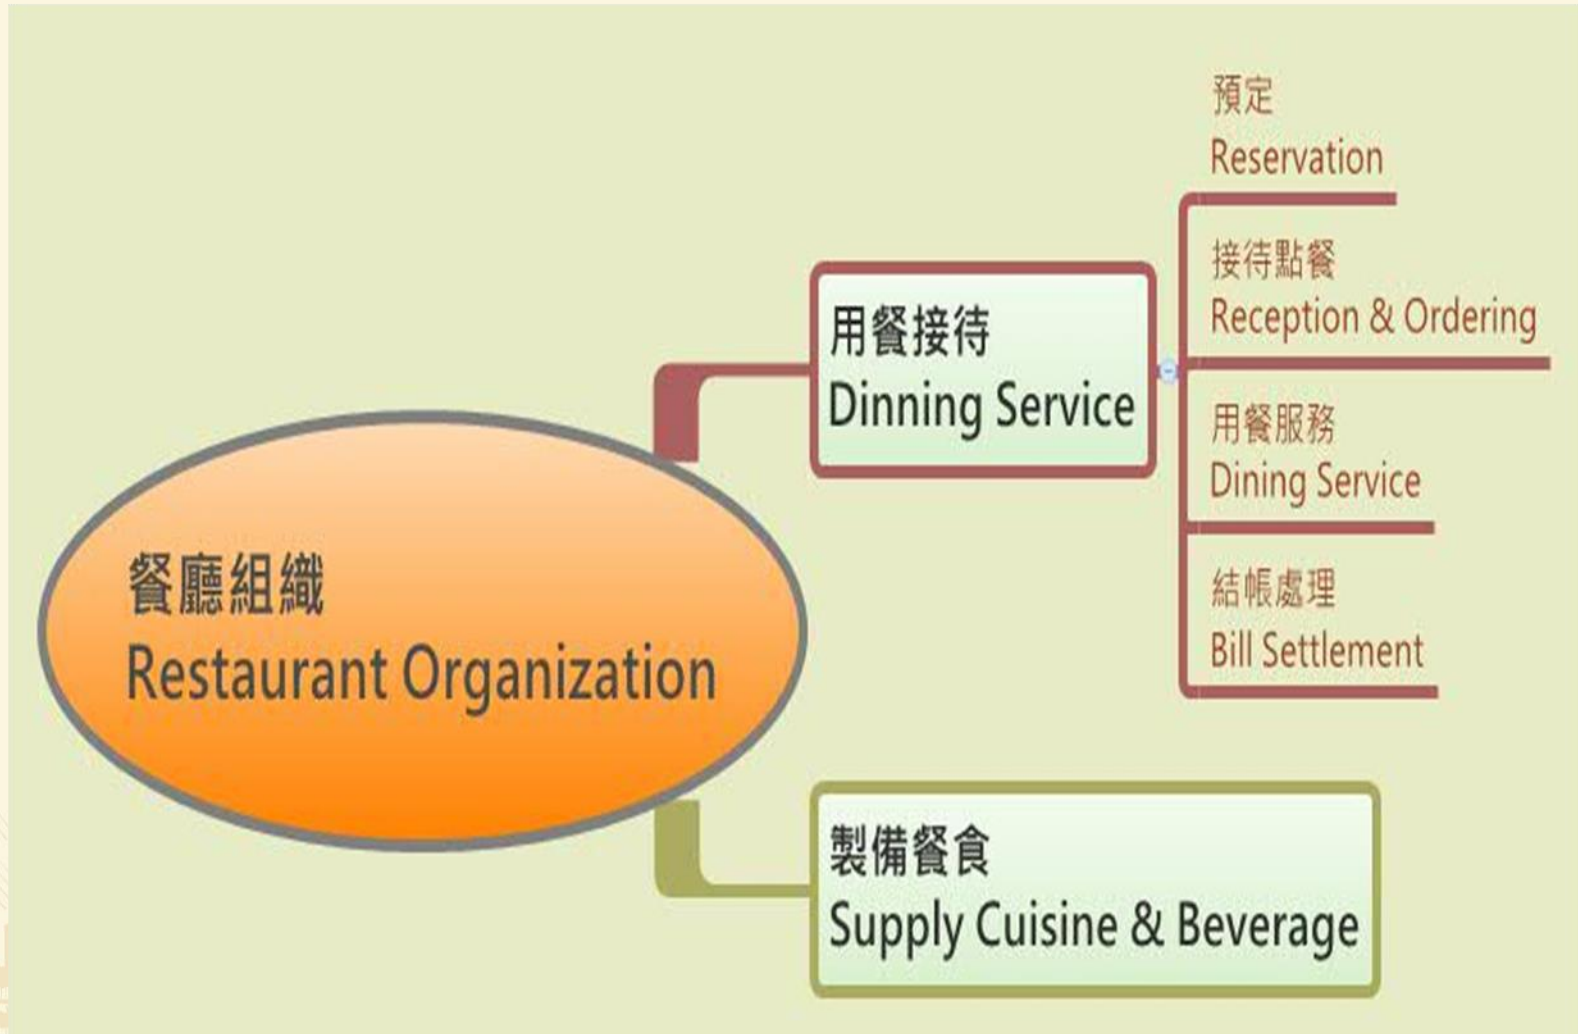 餐廳組織
Restaurant Organization
用餐接待
Dinning Service
預定
Reservation
接待點餐
Reception & Ordering
用餐服務
Dining Service
結帳處理
Bill Settlement
製備餐食
Supply Cuisine & Beverage